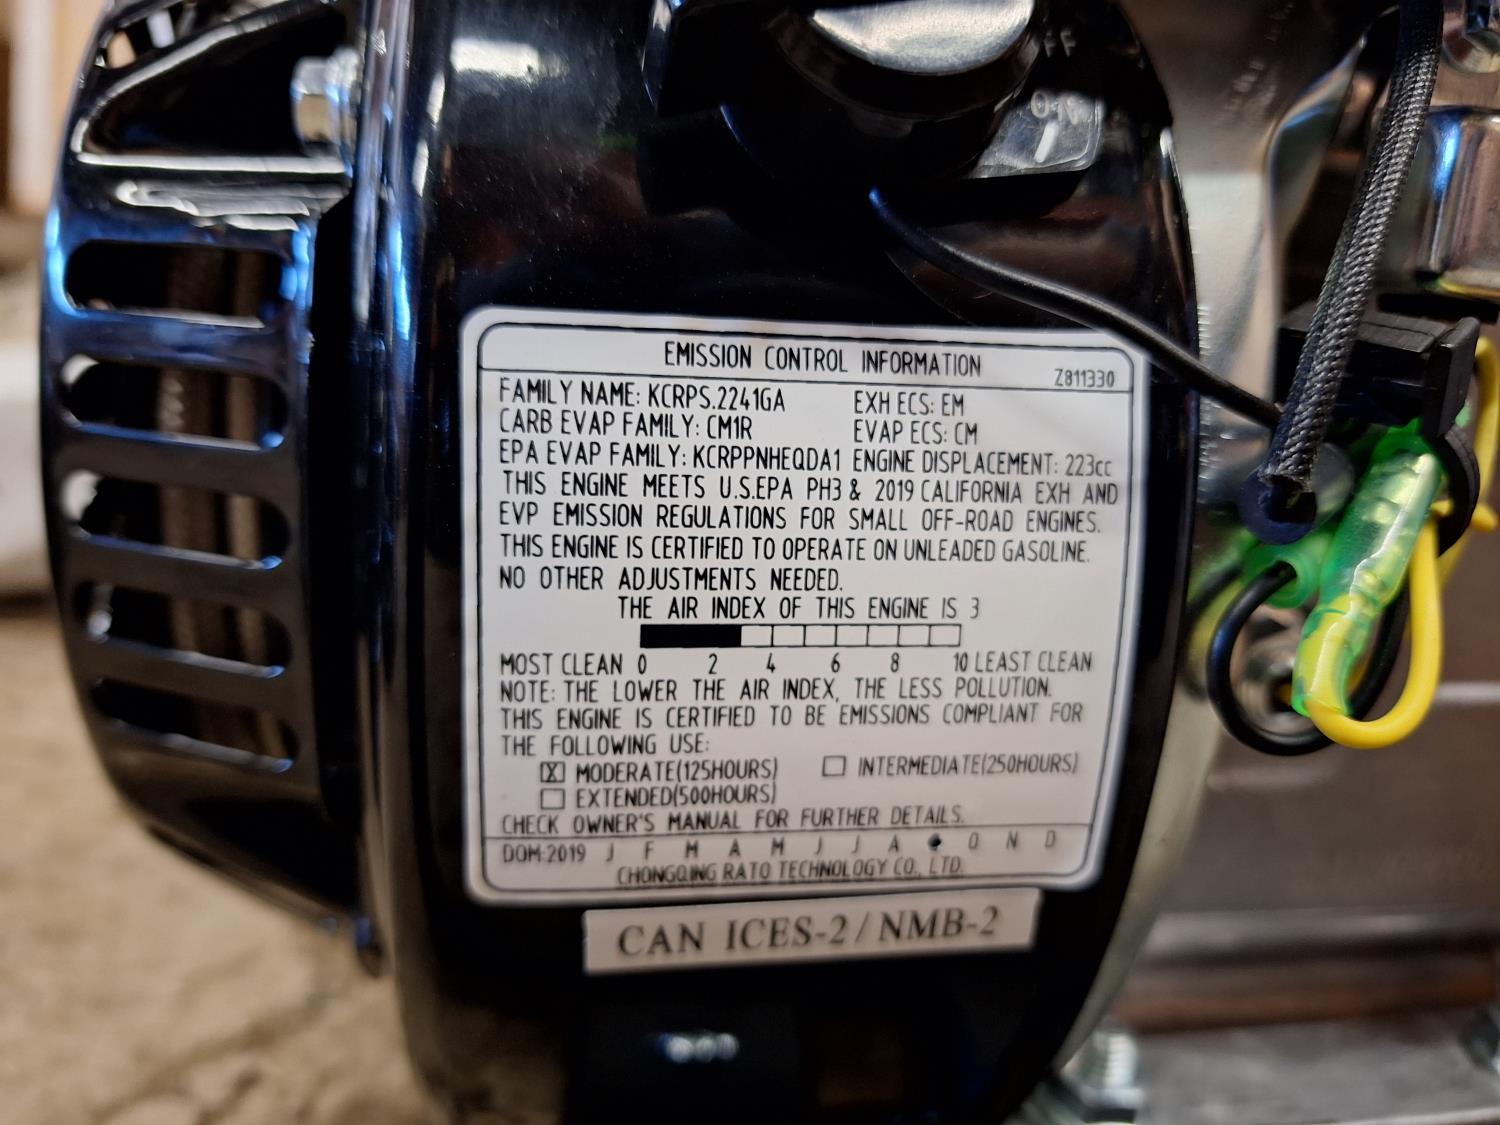 FF
EMISSION CONTROL INFORMATION
Z811330
FAMILY NAME: KCRPS.2241GA EXH ECS: EM
CARB EVAP FAMILY: CM1R EVAP ECS: CM
EPA EVAP FAMILY: KCRPPNHEQDA1 ENGINE DISPLACEMENT: 223cc
THIS ENGINE MEETS U.S.EPA PH3 & 2019 CALIFORNIA EXH AND
EVP EMISSION REGULATIONS FOR SMALL OFF-ROAD ENGINES.
THIS ENGINE IS CERTIFIED TO OPERATE ON UNLEADED GASOLINE.
NO OTHER ADJUSTMENTS NEEDED.
THE AIR INDEX OF THIS ENGINE IS 3
MOST CLEAN 0 2 4 6 8 10 LEAST CLEAN
NOTE: THE LOWER THE AIR INDEX, THE LESS POLLUTION.
THIS ENGINE IS CERTIFIED TO BE EMISSIONS COMPLIANT FOR
THE FOLLOWING USE:
☒ MODERATE(125HOURS) ☐ INTERMEDIATE(250HOURS)
☐ EXTENDED(500HOURS)
CHECK OWNER'S MANUAL FOR FURTHER DETAILS.
DOM:2019 J F M A M J J A O N D
CHONGQING RATO TECHNOLOGY CO., LTD.
CAN ICES-2/NMB-2